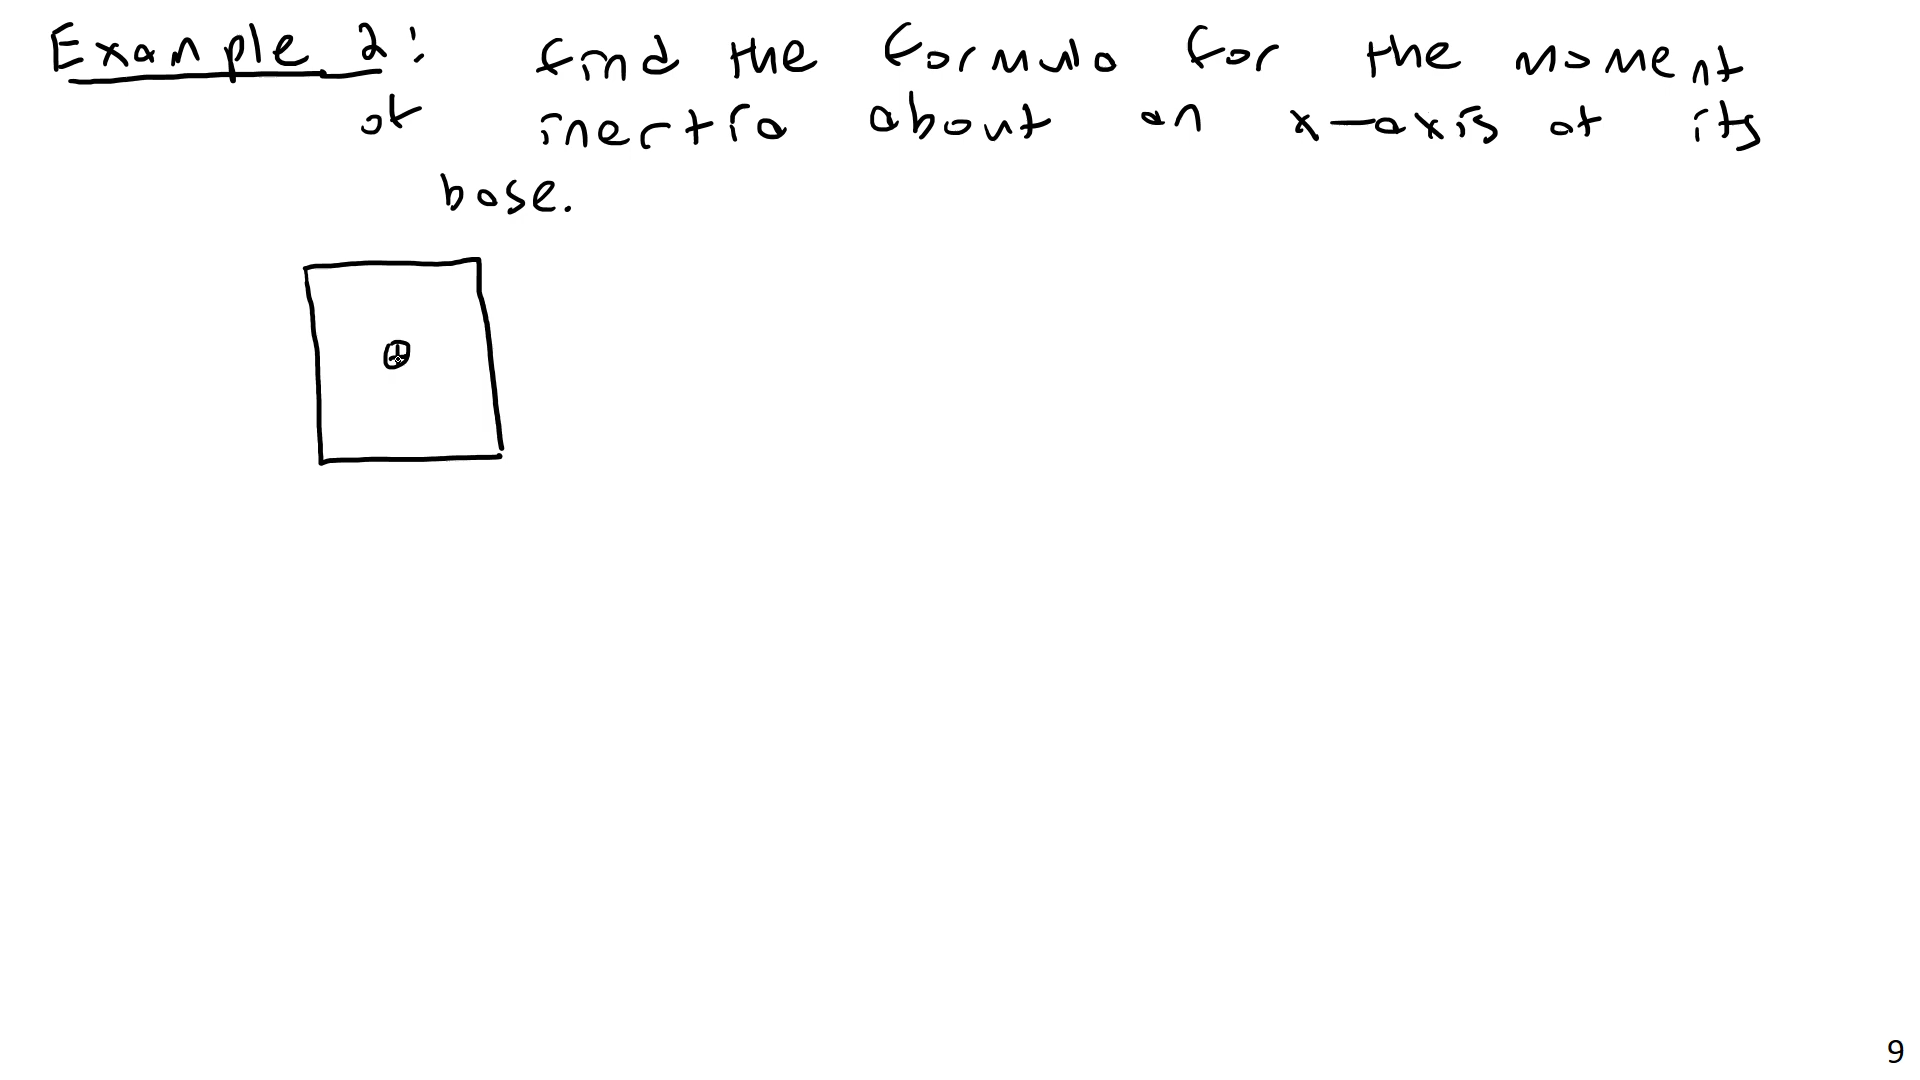 Example 2: find the formula for the moment
of inertia about an x-axis at its
base.
9